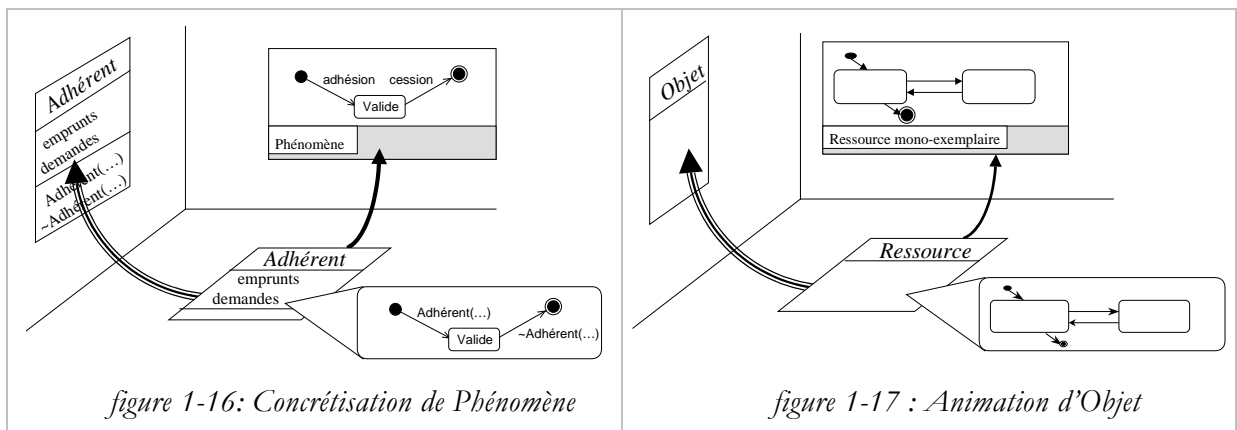 Adhérent
emprunts
demandes
Adhérent(…)
~Adhérent(…)
adhésion cession
Valide
Phénomène
Adhérent
emprunts
demandes
Adhérent(…)
Valide
~Adhérent(…)
figure 1-16: Concrétisation de Phénomène
Objet
Ressource mono-exemplaire
Ressource
figure 1-17 : Animation d'Objet